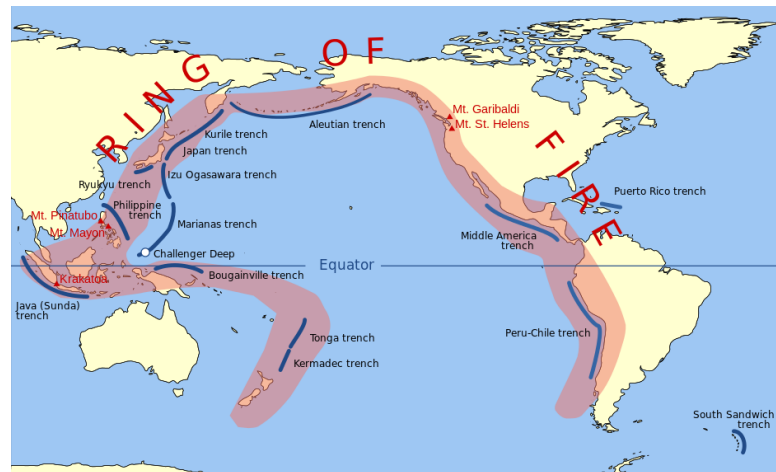 RING OF FIRE
Mt. Garibaldi
Mt. St. Helens
Aleutian trench
Kurile trench
Japan trench
Izu Ogasawara trench
Ryukyu trench
Puerto Rico trench
Philippine
trench
Mt. Pinatubo
Mt. Mayon
Marianas trench
Middle America
trench
Challenger Deep
Equator
Bougainville trench
Krakatoa
Java (Sunda)
trench
Tonga trench
Peru-Chile trench
Kermadec trench
South Sandwich
trench